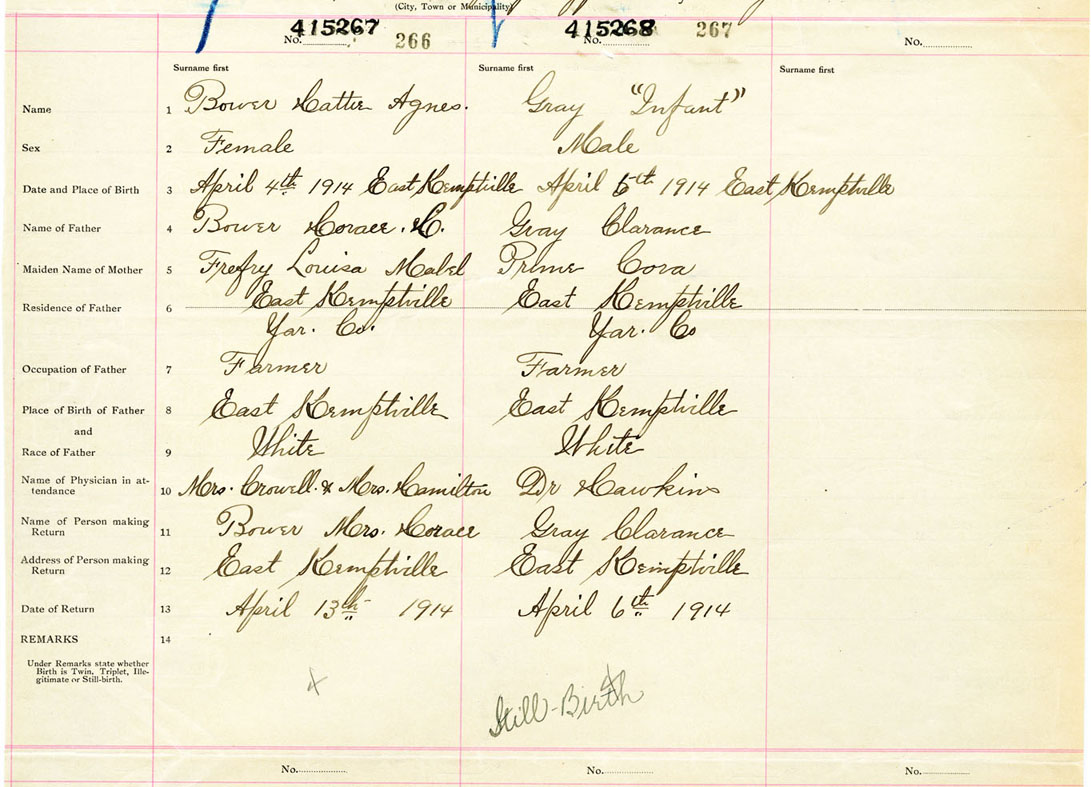 (City, Town or Municipality)
415267 415268
No. 266 No. 267 No.
Surname first Surname first Surname first
Name 1 Bower Hattie Agnes. Gray "Infant"
Sex 2 Female Male
Date and Place of Birth 3 April 4th 1914 East Kemptville April 5th 1914 East Kemptville
Name of Father 4 Bower Horace. H. Gray Clarance
Maiden Name of Mother 5 Frefry Louisa Mabel Prime Cora
East Kemptville East Kemptville
Residence of Father 6
Yar. Co. Yar. Co
Occupation of Father 7 Farmer Farmer
Place of Birth of Father 8 East Kemptville East Kemptville
and
Race of Father 9 White White
Name of Physician in at-
tendance 10 Mrs. Crowell. & Mrs. Hamilton Dr Hawkins
Name of Person making
Return 11 Bower Mrs. Horace Gray Clarance
Address of Person making
Return 12 East Kemptville East Kemptville
Date of Return 13 April 13th 1914 April 6th 1914
REMARKS 14
Under Remarks state whether
Birth is Twin, Triplet, Ille-
gitimate or Still-birth.
x
Still-Birth
No. No. No.